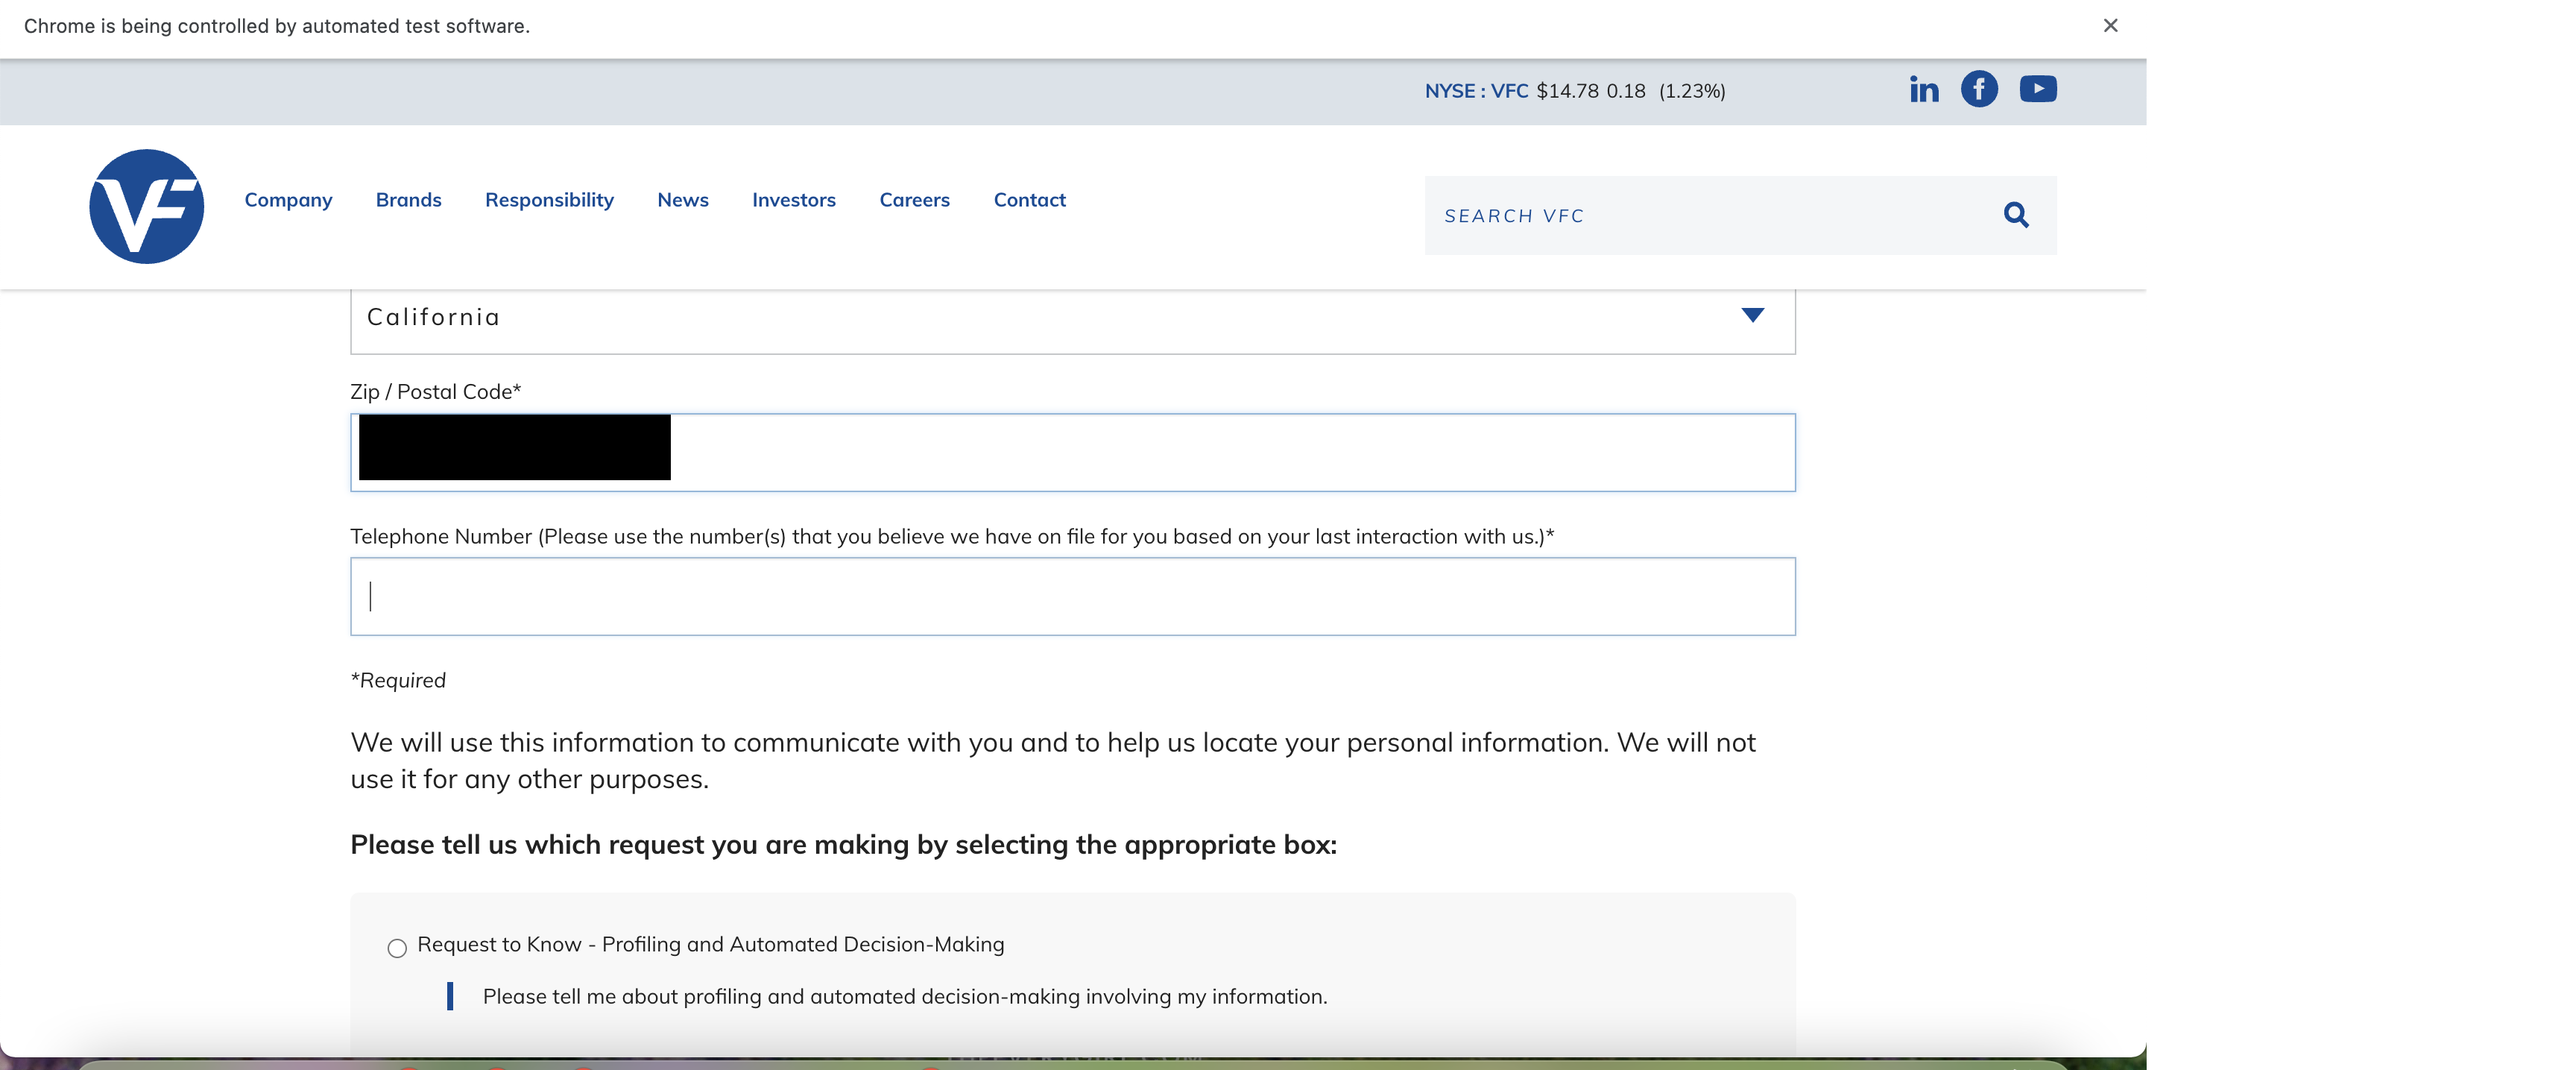 Chrome is being controlled by automated test software.
NYSE : VFC $14.78 0.18 (1.23%)
in f
VF
Company Brands Responsibility News Investors Careers Contact
SEARCH VFC
California
Zip / Postal Code*
Telephone Number (Please use the number(s) that you believe we have on file for you based on your last interaction with us.)*
*Required
We will use this information to communicate with you and to help us locate your personal information. We will not
use it for any other purposes.
Please tell us which request you are making by selecting the appropriate box:
Request to Know - Profiling and Automated Decision-Making
Please tell me about profiling and automated decision-making involving my information.